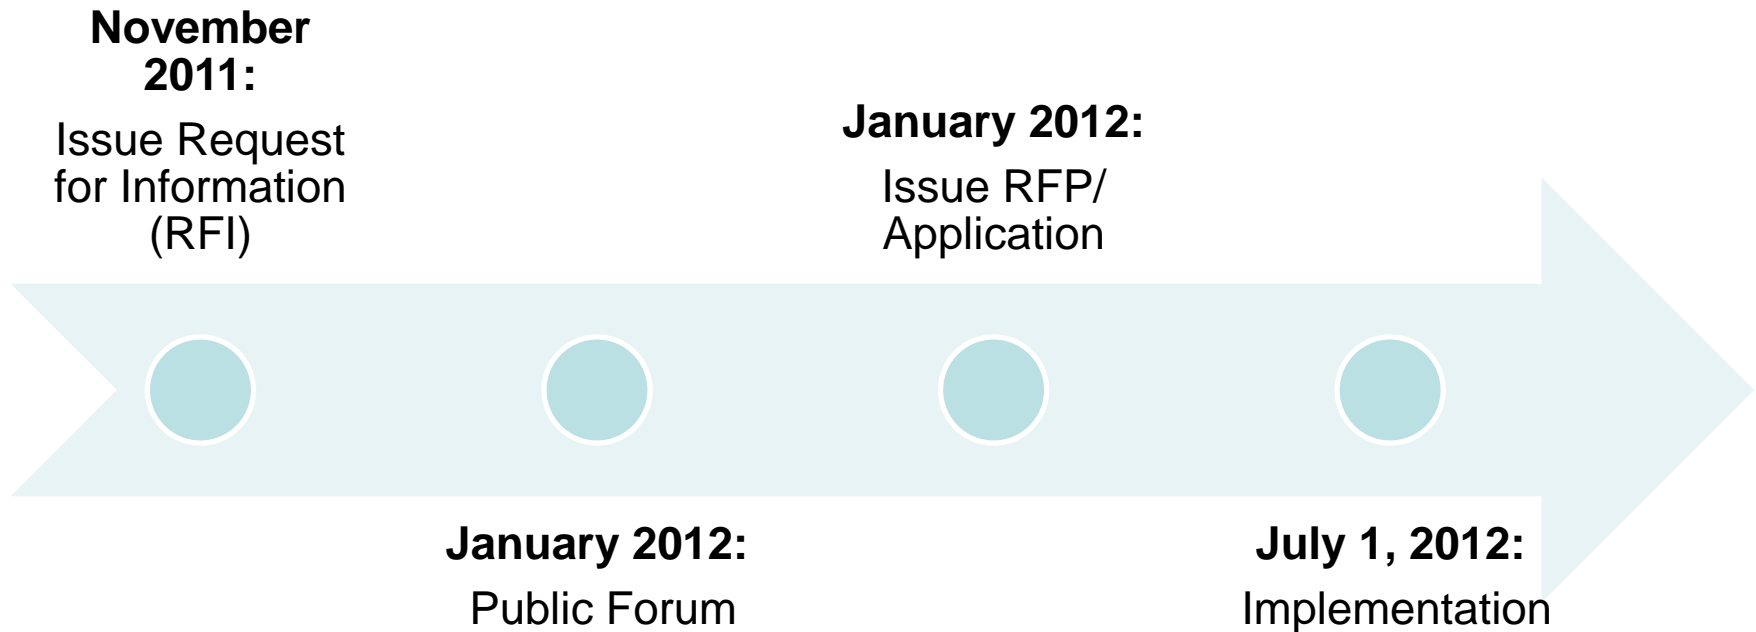 November
2011:
Issue Request
for Information
(RFI)
January 2012:
Issue RFP/
Application
January 2012:
Public Forum
July 1, 2012:
Implementation